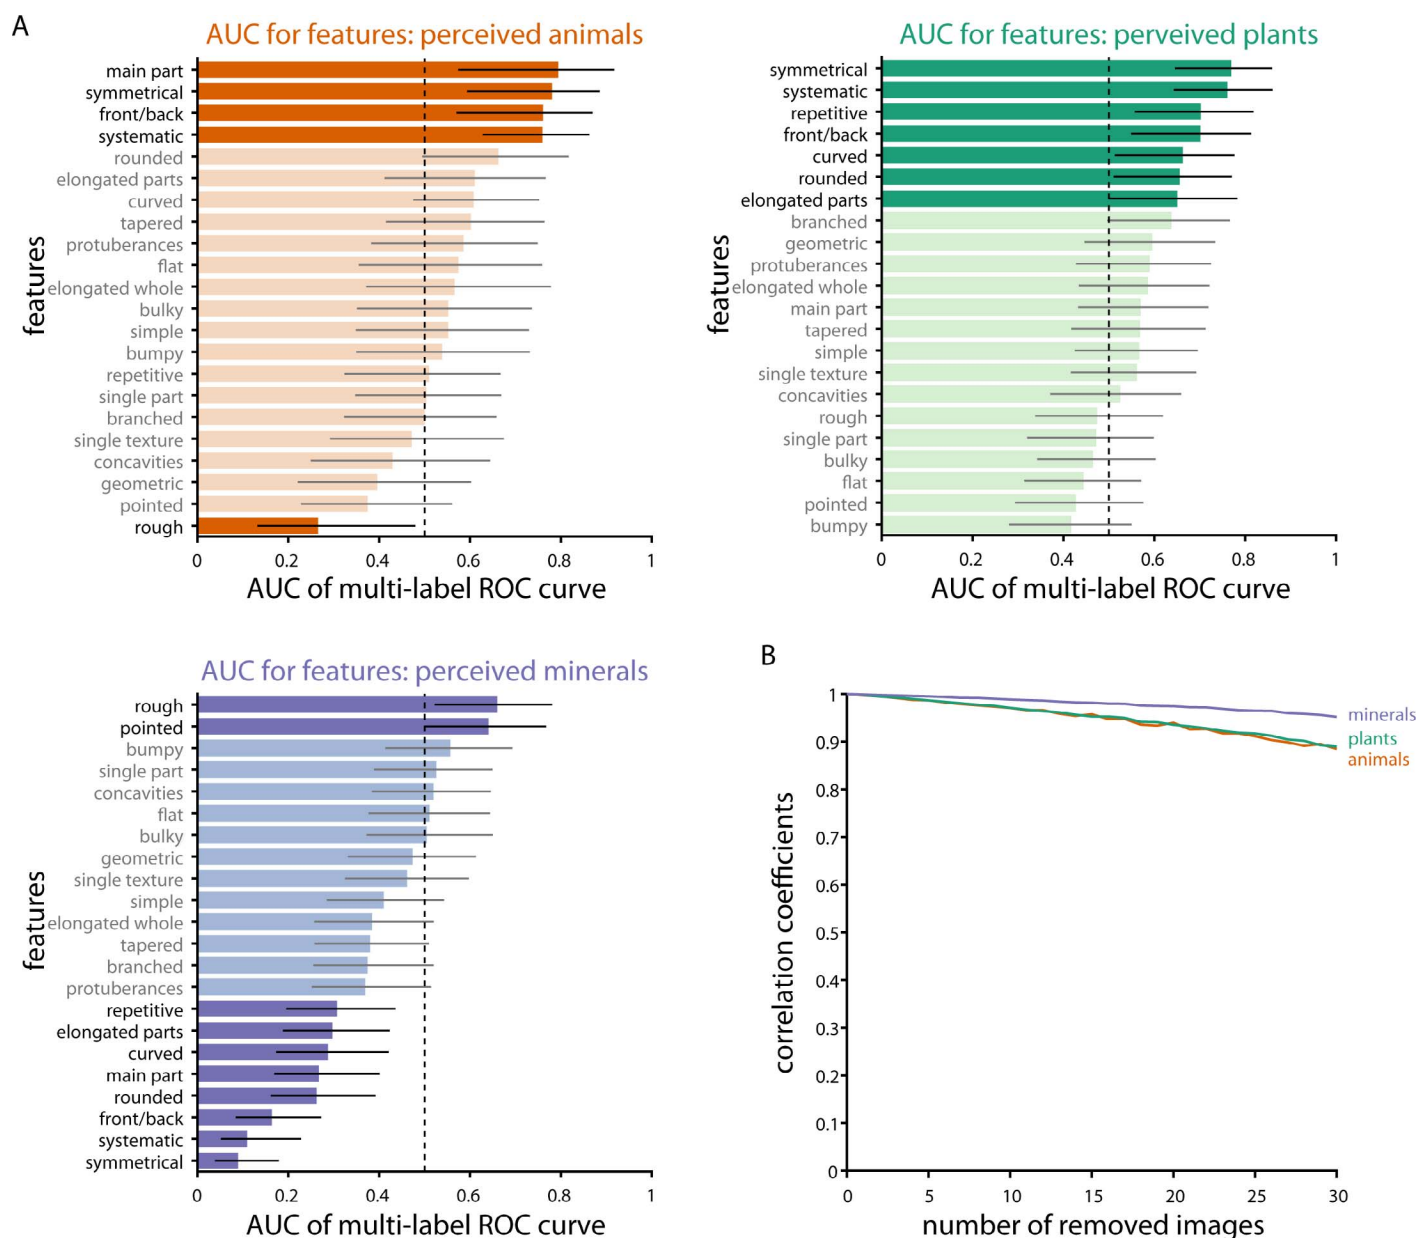 A
AUC for features: perceived animals
features
main part
symmetrical
front/back
systematic
rounded
elongated parts
curved
tapered
protuberances
flat
elongated whole
bulky
simple
bumpy
repetitive
single part
branched
single texture
concavities
geometric
pointed
rough
0 0.2 0.4 0.6 0.8 1
AUC of multi-label ROC curve
AUC for features: perveived plants
features
symmetrical
systematic
repetitive
front/back
curved
rounded
elongated parts
branched
geometric
protuberances
elongated whole
main part
tapered
simple
single texture
concavities
rough
single part
bulky
flat
pointed
bumpy
0 0.2 0.4 0.6 0.8 1
AUC of multi-label ROC curve
AUC for features: perceived minerals
features
rough
pointed
bumpy
single part
concavities
flat
bulky
geometric
single texture
simple
elongated whole
tapered
branched
protuberances
repetitive
elongated parts
curved
main part
rounded
front/back
systematic
symmetrical
0 0.2 0.4 0.6 0.8 1
AUC of multi-label ROC curve
B
correlation coefficients
1
0.9
0.8
0.7
0.6
0.5
0.4
0.3
0.2
0.1
0
minerals
plants
animals
0 5 10 15 20 25 30
number of removed images